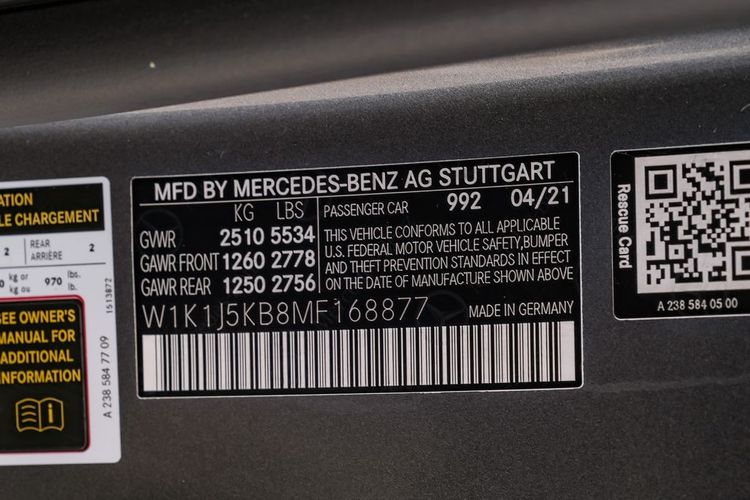 ATION
LE CHARGEMENT
2 REAR ARRIÈRE 2
kg or kg ou 970 lbs. lb.
1513872
SEE OWNER'S
MANUAL FOR
ADDITIONAL
INFORMATION
A 238 584 77 09
MFD BY MERCEDES-BENZ AG STUTTGART
KG LBS
GWR 2510 5534
GAWR FRONT 1260 2778
GAWR REAR 1250 2756
PASSENGER CAR 992 04/21
THIS VEHICLE CONFORMS TO ALL APPLICABLE
U.S. FEDERAL MOTOR VEHICLE SAFETY,BUMPER
AND THEFT PREVENTION STANDARDS IN EFFECT
ON THE DATE OF MANUFACTURE SHOWN ABOVE
W1K1J5KB8MF168877 MADE IN GERMANY
Rescue Card
A 238 584 05 00